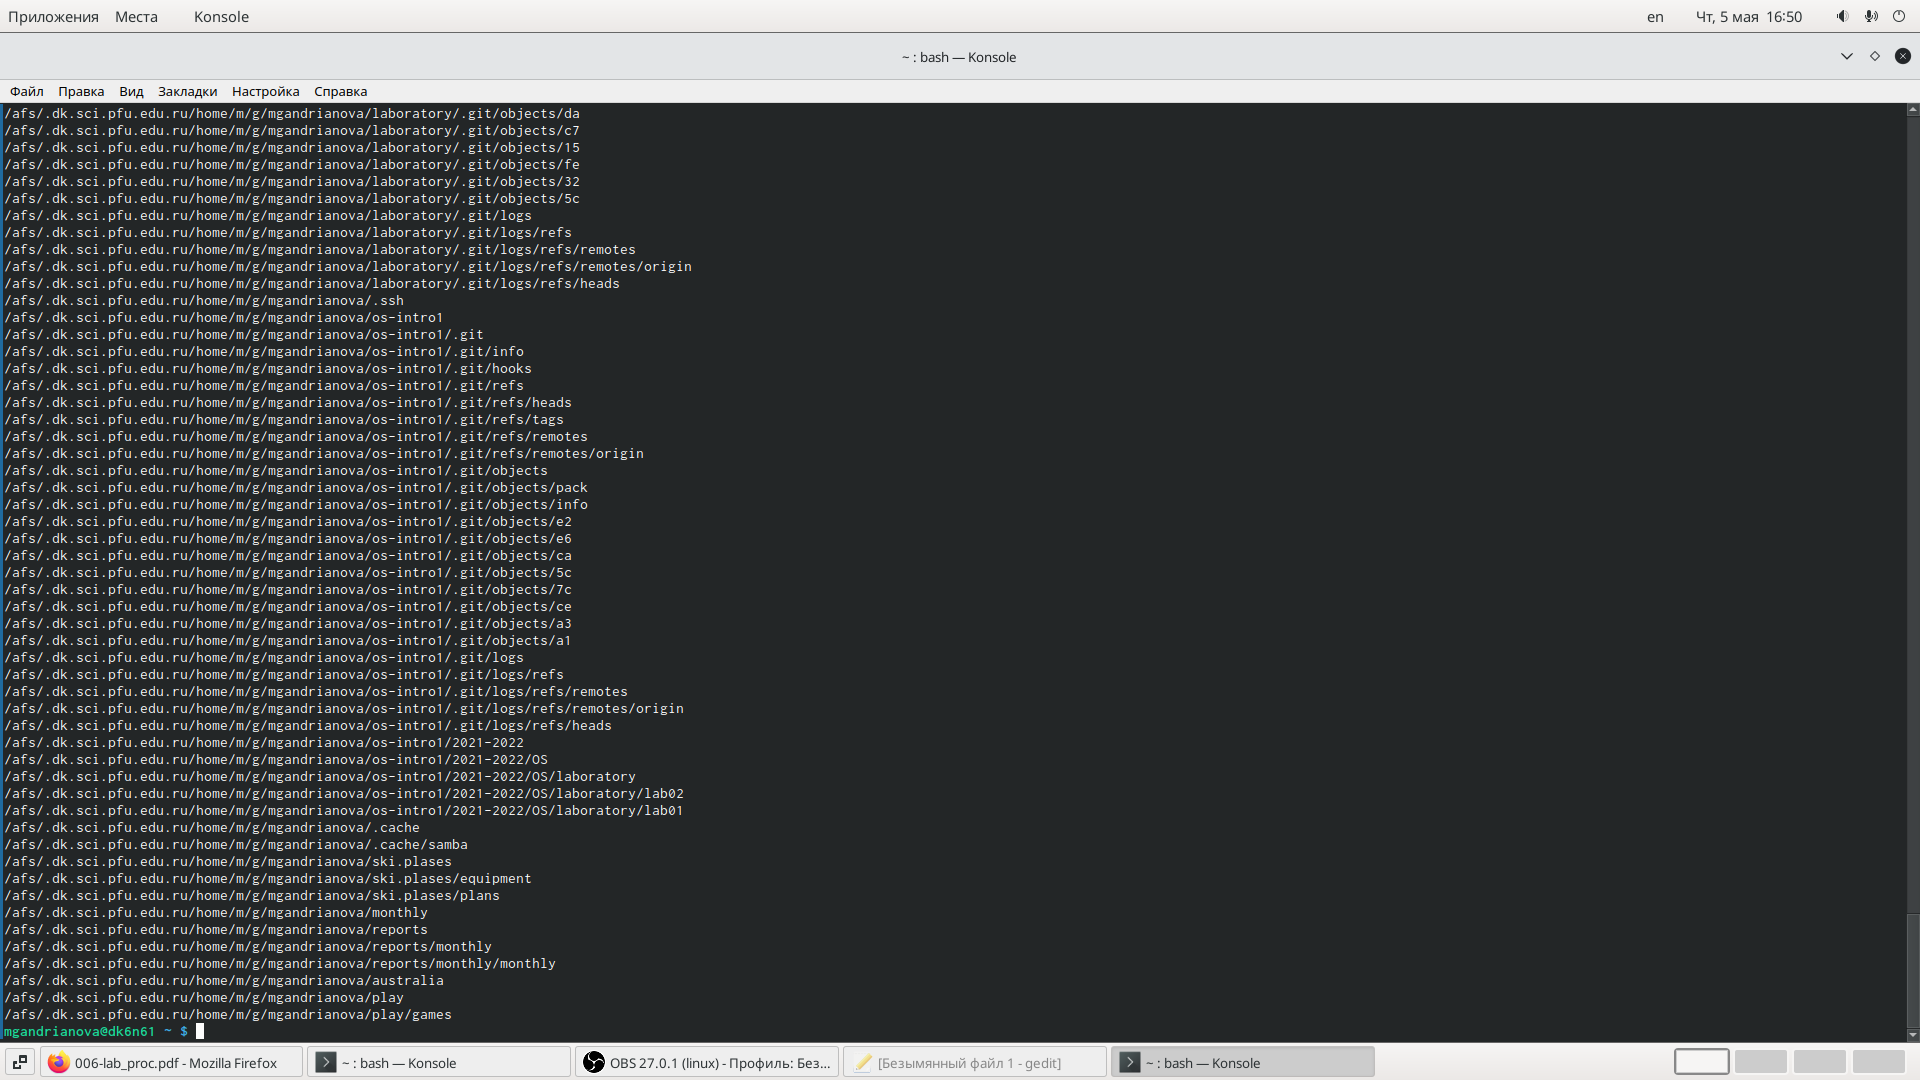 Приложения Места Konsole en Чт, 5 мая 16:50
~ : bash — Konsole
Файл Правка Вид Закладки Настройка Справка
/afs/.dk.sci.pfu.edu.ru/home/m/g/mgandrianova/laboratory/.git/objects/da
/afs/.dk.sci.pfu.edu.ru/home/m/g/mgandrianova/laboratory/.git/objects/c7
/afs/.dk.sci.pfu.edu.ru/home/m/g/mgandrianova/laboratory/.git/objects/15
/afs/.dk.sci.pfu.edu.ru/home/m/g/mgandrianova/laboratory/.git/objects/fe
/afs/.dk.sci.pfu.edu.ru/home/m/g/mgandrianova/laboratory/.git/objects/32
/afs/.dk.sci.pfu.edu.ru/home/m/g/mgandrianova/laboratory/.git/objects/5c
/afs/.dk.sci.pfu.edu.ru/home/m/g/mgandrianova/laboratory/.git/logs
/afs/.dk.sci.pfu.edu.ru/home/m/g/mgandrianova/laboratory/.git/logs/refs
/afs/.dk.sci.pfu.edu.ru/home/m/g/mgandrianova/laboratory/.git/logs/refs/remotes
/afs/.dk.sci.pfu.edu.ru/home/m/g/mgandrianova/laboratory/.git/logs/refs/remotes/origin
/afs/.dk.sci.pfu.edu.ru/home/m/g/mgandrianova/laboratory/.git/logs/refs/heads
/afs/.dk.sci.pfu.edu.ru/home/m/g/mgandrianova/.ssh
/afs/.dk.sci.pfu.edu.ru/home/m/g/mgandrianova/os-intro1
/afs/.dk.sci.pfu.edu.ru/home/m/g/mgandrianova/os-intro1/.git
/afs/.dk.sci.pfu.edu.ru/home/m/g/mgandrianova/os-intro1/.git/info
/afs/.dk.sci.pfu.edu.ru/home/m/g/mgandrianova/os-intro1/.git/hooks
/afs/.dk.sci.pfu.edu.ru/home/m/g/mgandrianova/os-intro1/.git/refs
/afs/.dk.sci.pfu.edu.ru/home/m/g/mgandrianova/os-intro1/.git/refs/heads
/afs/.dk.sci.pfu.edu.ru/home/m/g/mgandrianova/os-intro1/.git/refs/tags
/afs/.dk.sci.pfu.edu.ru/home/m/g/mgandrianova/os-intro1/.git/refs/remotes
/afs/.dk.sci.pfu.edu.ru/home/m/g/mgandrianova/os-intro1/.git/refs/remotes/origin
/afs/.dk.sci.pfu.edu.ru/home/m/g/mgandrianova/os-intro1/.git/objects
/afs/.dk.sci.pfu.edu.ru/home/m/g/mgandrianova/os-intro1/.git/objects/pack
/afs/.dk.sci.pfu.edu.ru/home/m/g/mgandrianova/os-intro1/.git/objects/info
/afs/.dk.sci.pfu.edu.ru/home/m/g/mgandrianova/os-intro1/.git/objects/e2
/afs/.dk.sci.pfu.edu.ru/home/m/g/mgandrianova/os-intro1/.git/objects/e6
/afs/.dk.sci.pfu.edu.ru/home/m/g/mgandrianova/os-intro1/.git/objects/ca
/afs/.dk.sci.pfu.edu.ru/home/m/g/mgandrianova/os-intro1/.git/objects/5c
/afs/.dk.sci.pfu.edu.ru/home/m/g/mgandrianova/os-intro1/.git/objects/7c
/afs/.dk.sci.pfu.edu.ru/home/m/g/mgandrianova/os-intro1/.git/objects/ce
/afs/.dk.sci.pfu.edu.ru/home/m/g/mgandrianova/os-intro1/.git/objects/a3
/afs/.dk.sci.pfu.edu.ru/home/m/g/mgandrianova/os-intro1/.git/objects/a1
/afs/.dk.sci.pfu.edu.ru/home/m/g/mgandrianova/os-intro1/.git/logs
/afs/.dk.sci.pfu.edu.ru/home/m/g/mgandrianova/os-intro1/.git/logs/refs
/afs/.dk.sci.pfu.edu.ru/home/m/g/mgandrianova/os-intro1/.git/logs/refs/remotes
/afs/.dk.sci.pfu.edu.ru/home/m/g/mgandrianova/os-intro1/.git/logs/refs/remotes/origin
/afs/.dk.sci.pfu.edu.ru/home/m/g/mgandrianova/os-intro1/.git/logs/refs/heads
/afs/.dk.sci.pfu.edu.ru/home/m/g/mgandrianova/os-intro1/2021-2022
/afs/.dk.sci.pfu.edu.ru/home/m/g/mgandrianova/os-intro1/2021-2022/OS
/afs/.dk.sci.pfu.edu.ru/home/m/g/mgandrianova/os-intro1/2021-2022/OS/laboratory
/afs/.dk.sci.pfu.edu.ru/home/m/g/mgandrianova/os-intro1/2021-2022/OS/laboratory/lab02
/afs/.dk.sci.pfu.edu.ru/home/m/g/mgandrianova/os-intro1/2021-2022/OS/laboratory/lab01
/afs/.dk.sci.pfu.edu.ru/home/m/g/mgandrianova/.cache
/afs/.dk.sci.pfu.edu.ru/home/m/g/mgandrianova/.cache/samba
/afs/.dk.sci.pfu.edu.ru/home/m/g/mgandrianova/ski.plases
/afs/.dk.sci.pfu.edu.ru/home/m/g/mgandrianova/ski.plases/equipment
/afs/.dk.sci.pfu.edu.ru/home/m/g/mgandrianova/ski.plases/plans
/afs/.dk.sci.pfu.edu.ru/home/m/g/mgandrianova/monthly
/afs/.dk.sci.pfu.edu.ru/home/m/g/mgandrianova/reports
/afs/.dk.sci.pfu.edu.ru/home/m/g/mgandrianova/reports/monthly
/afs/.dk.sci.pfu.edu.ru/home/m/g/mgandrianova/reports/monthly/monthly
/afs/.dk.sci.pfu.edu.ru/home/m/g/mgandrianova/australia
/afs/.dk.sci.pfu.edu.ru/home/m/g/mgandrianova/play
/afs/.dk.sci.pfu.edu.ru/home/m/g/mgandrianova/play/games
mgandrianova@dk6n61 ~ $
006-lab_proc.pdf - Mozilla Firefox ~ : bash — Konsole OBS 27.0.1 (linux) - Профиль: Без... [Безымянный файл 1 - gedit] ~ : bash — Konsole